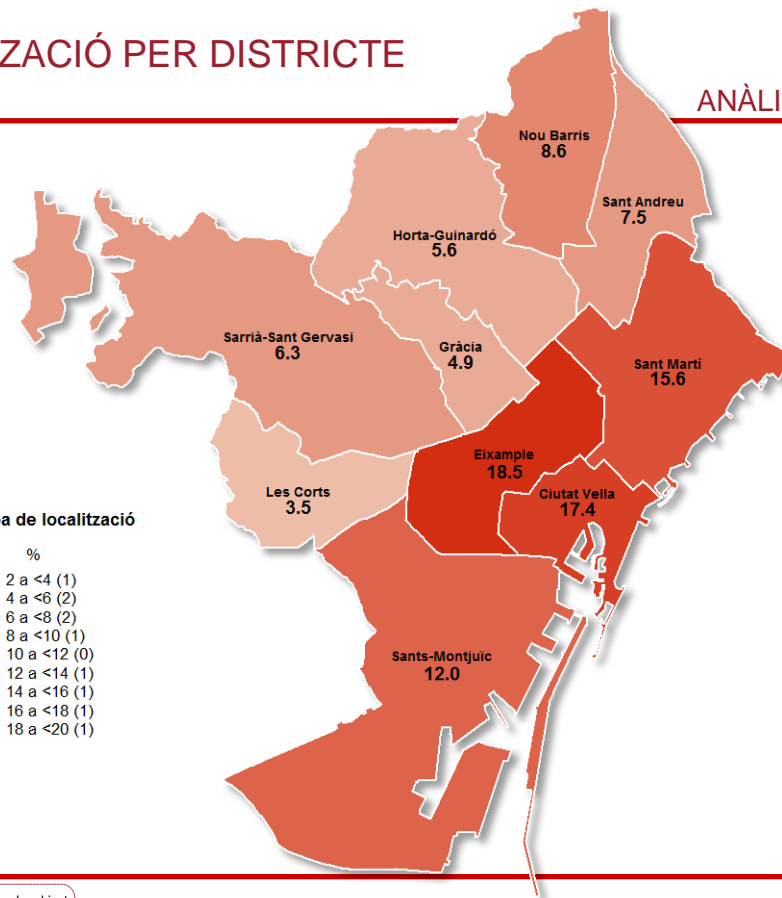 ZACIÓ PER DISTRICTE
ANÀLI
Nou Barris
8.6
Sant Andreu
7.5
Horta-Guinardó
5.6
Sarrià-Sant Gervasi
6.3
Gràcia
4.9
Sant Martí
15.6
Eixample
18.5
Ciutat Vella
17.4
Les Corts
3.5
a de localització
%
2 a <4 (1)
4 a <6 (2)
6 a <8 (2)
8 a <10 (1)
10 a <12 (0)
12 a <14 (1)
14 a <16 (1)
16 a <18 (1)
18 a <20 (1)
Sants-Montjuïc
12.0